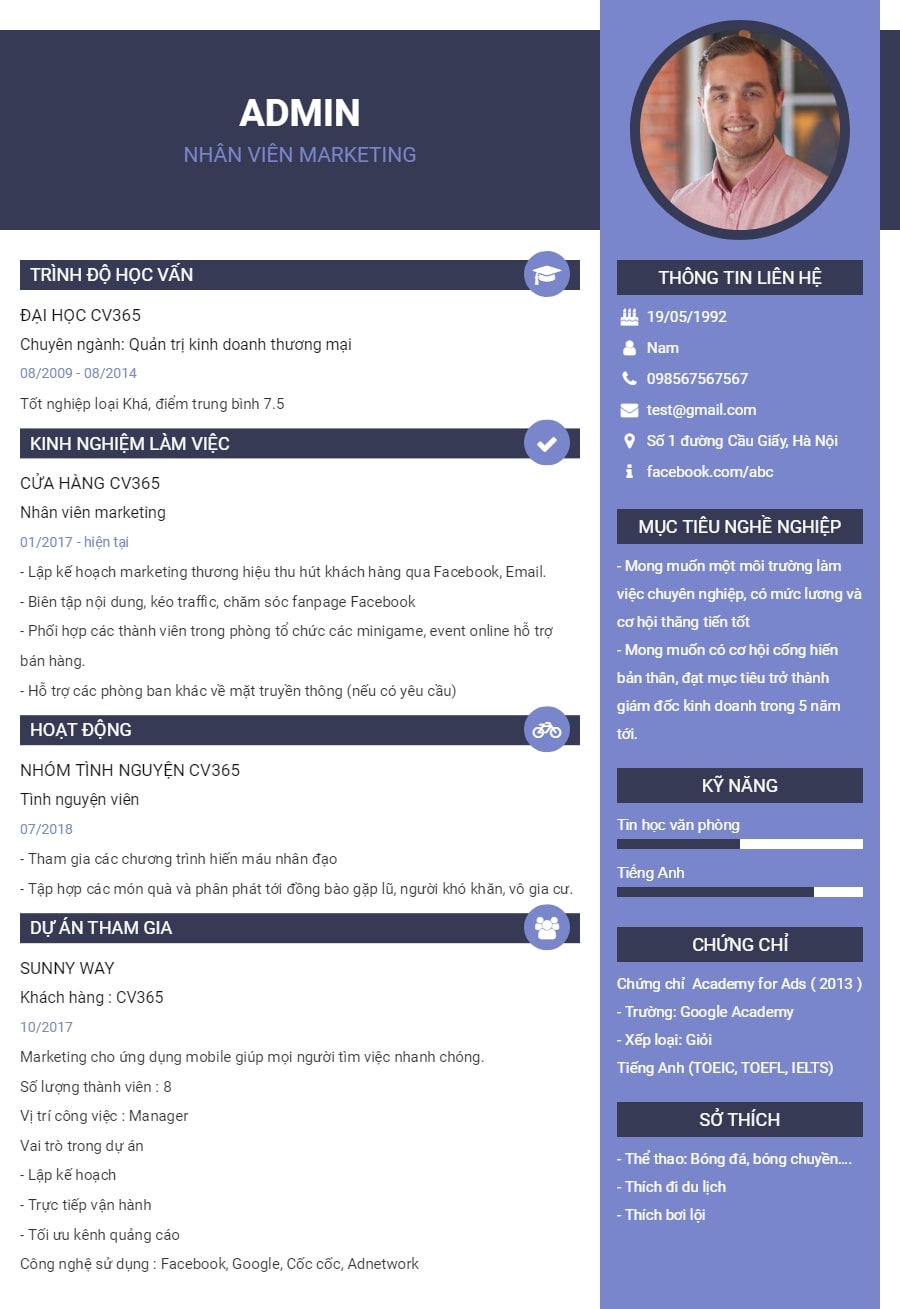 ADMIN
NHÂN VIÊN MARKETING
TRÌNH ĐỘ HỌC VẤN
ĐẠI HỌC CV365
Chuyên ngành: Quản trị kinh doanh thương mại
08/2009 - 08/2014
Tốt nghiệp loại Khá, điểm trung bình 7.5
KINH NGHIỆM LÀM VIỆC
CỬA HÀNG CV365
Nhân viên marketing
01/2017 - hiện tại
- Lập kế hoạch marketing thương hiệu thu hút khách hàng qua Facebook, Email.
- Biên tập nội dung, kéo traffic, chăm sóc fanpage Facebook
- Phối hợp các thành viên trong phòng tổ chức các minigame, event online hỗ trợ
bán hàng.
- Hỗ trợ các phòng ban khác về mặt truyền thông (nếu có yêu cầu)
HOẠT ĐỘNG
NHÓM TÌNH NGUYỆN CV365
Tình nguyện viên
07/2018
- Tham gia các chương trình hiến máu nhân đạo
- Tập hợp các món quà và phân phát tới đồng bào gặp lũ, người khó khăn, vô gia cư.
DỰ ÁN THAM GIA
SUNNY WAY
Khách hàng : CV365
10/2017
Marketing cho ứng dụng mobile giúp mọi người tìm việc nhanh chóng.
Số lượng thành viên : 8
Vị trí công việc : Manager
Vai trò trong dự án
- Lập kế hoạch
- Trực tiếp vận hành
- Tối ưu kênh quảng cáo
Công nghệ sử dụng : Facebook, Google, Cốc cốc, Adnetwork
THÔNG TIN LIÊN HỆ
19/05/1992
Nam
098567567567
test@gmail.com
Số 1 đường Cầu Giấy, Hà Nội
facebook.com/abc
MỤC TIÊU NGHỀ NGHIỆP
- Mong muốn một môi trường làm
việc chuyên nghiệp, có mức lương và
cơ hội thăng tiến tốt
- Mong muốn có cơ hội cống hiến
bản thân, đạt mục tiêu trở thành
giám đốc kinh doanh trong 5 năm
tới.
KỸ NĂNG
Tin học văn phòng
Tiếng Anh
CHỨNG CHỈ
Chứng chỉ  Academy for Ads ( 2013 )
- Trường: Google Academy
- Xếp loại: Giỏi
Tiếng Anh (TOEIC, TOEFL, IELTS)
SỞ THÍCH
- Thể thao: Bóng đá, bóng chuyền....
- Thích đi du lịch
- Thích bơi lội